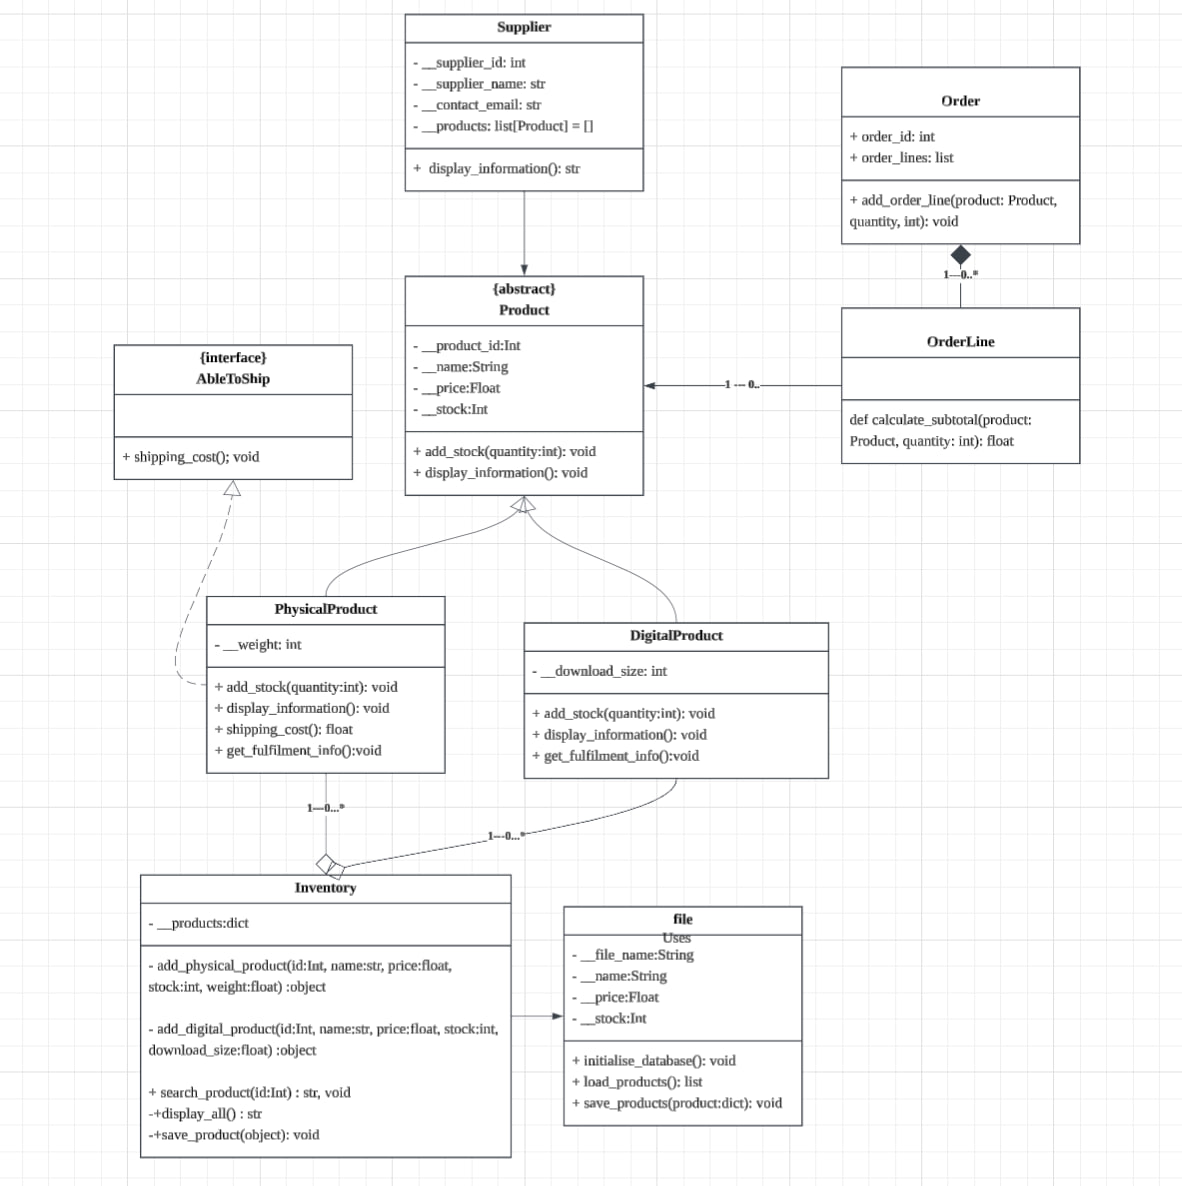 Supplier
- __supplier_id: int
- __supplier_name: str
- __contact_email: str
- __products: list[Product] = []
+ display_information(): str
Order
+ order_id: int
+ order_lines: list
+ add_order_line(product: Product,
quantity, int): void
1---0..*
{abstract}
Product
- __product_id:Int
- __name:String
- __price:Float
- __stock:Int
+ add_stock(quantity:int): void
+ display_information(): void
1 --- 0..
OrderLine
def calculate_subtotal(product:
Product, quantity: int): float
{interface}
AbleToShip
+ shipping_cost(); void
PhysicalProduct
- __weight: int
+ add_stock(quantity:int): void
+ display_information(): void
+ shipping_cost(): float
+ get_fulfilment_info():void
DigitalProduct
- __download_size: int
+ add_stock(quantity:int): void
+ display_information(): void
+ get_fulfilment_info():void
1---0...*
1---0...*
Inventory
- __products:dict
- add_physical_product(id:Int, name:str, price:float,
stock:int, weight:float) :object
- add_digital_product(id:Int, name:str, price:float, stock:int,
download_size:float) :object
+ search_product(id:Int) : str, void
-+display_all() : str
-+save_product(object): void
file
Uses
- __file_name:String
- __name:String
- __price:Float
- __stock:Int
+ initialise_database(): void
+ load_products(): list
+ save_products(product:dict): void